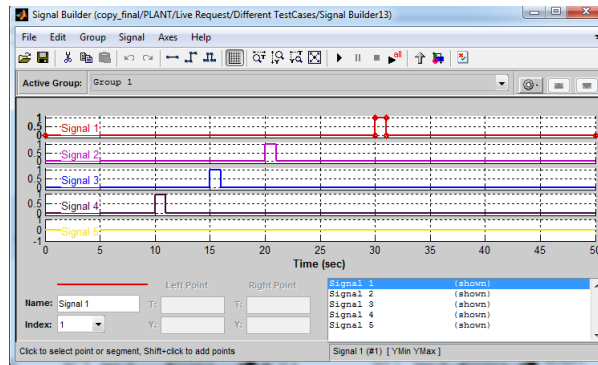 Signal Builder (copy_final/PLANT/Live Request/Different TestCases/Signal Builder13)
File Edit Group Signal Axes Help
all
Active Group: Group 1
1
0.5
0
Signal 1
0.5
0
Signal 2
0.5
0
Signal 3
1
0.5
0
Signal 4
1
0
-1
Signal 5
0 5 10 15 20 25 30 35 40 45 50
Time (sec)
Left Point Right Point
Name: Signal 1 T: T:
Index: 1 Y: Y:
Signal 1 (shown)
Signal 2 (shown)
Signal 3 (shown)
Signal 4 (shown)
Signal 5 (shown)
Click to select point or segment, Shift+click to add points
Signal 1 (#1) [ YMin YMax ]